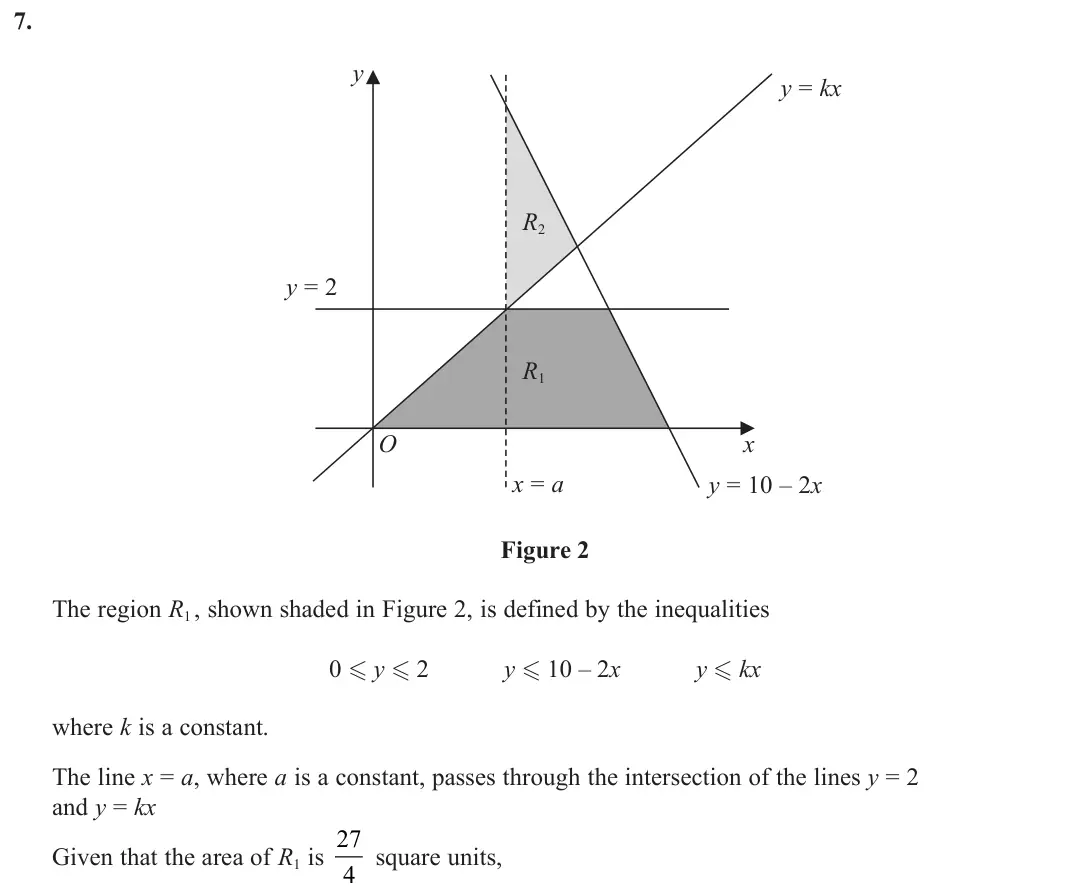 7.
y
y = kx
R₂
y = 2
R₁
O
x
x = a
y = 10 – 2x
Figure 2
The region R₁, shown shaded in Figure 2, is defined by the inequalities
0 ⩽ y ⩽ 2 y ⩽ 10 – 2x y ⩽ kx
where k is a constant.
The line x = a, where a is a constant, passes through the intersection of the lines y = 2
and y = kx
Given that the area of R₁ is 27/4 square units,